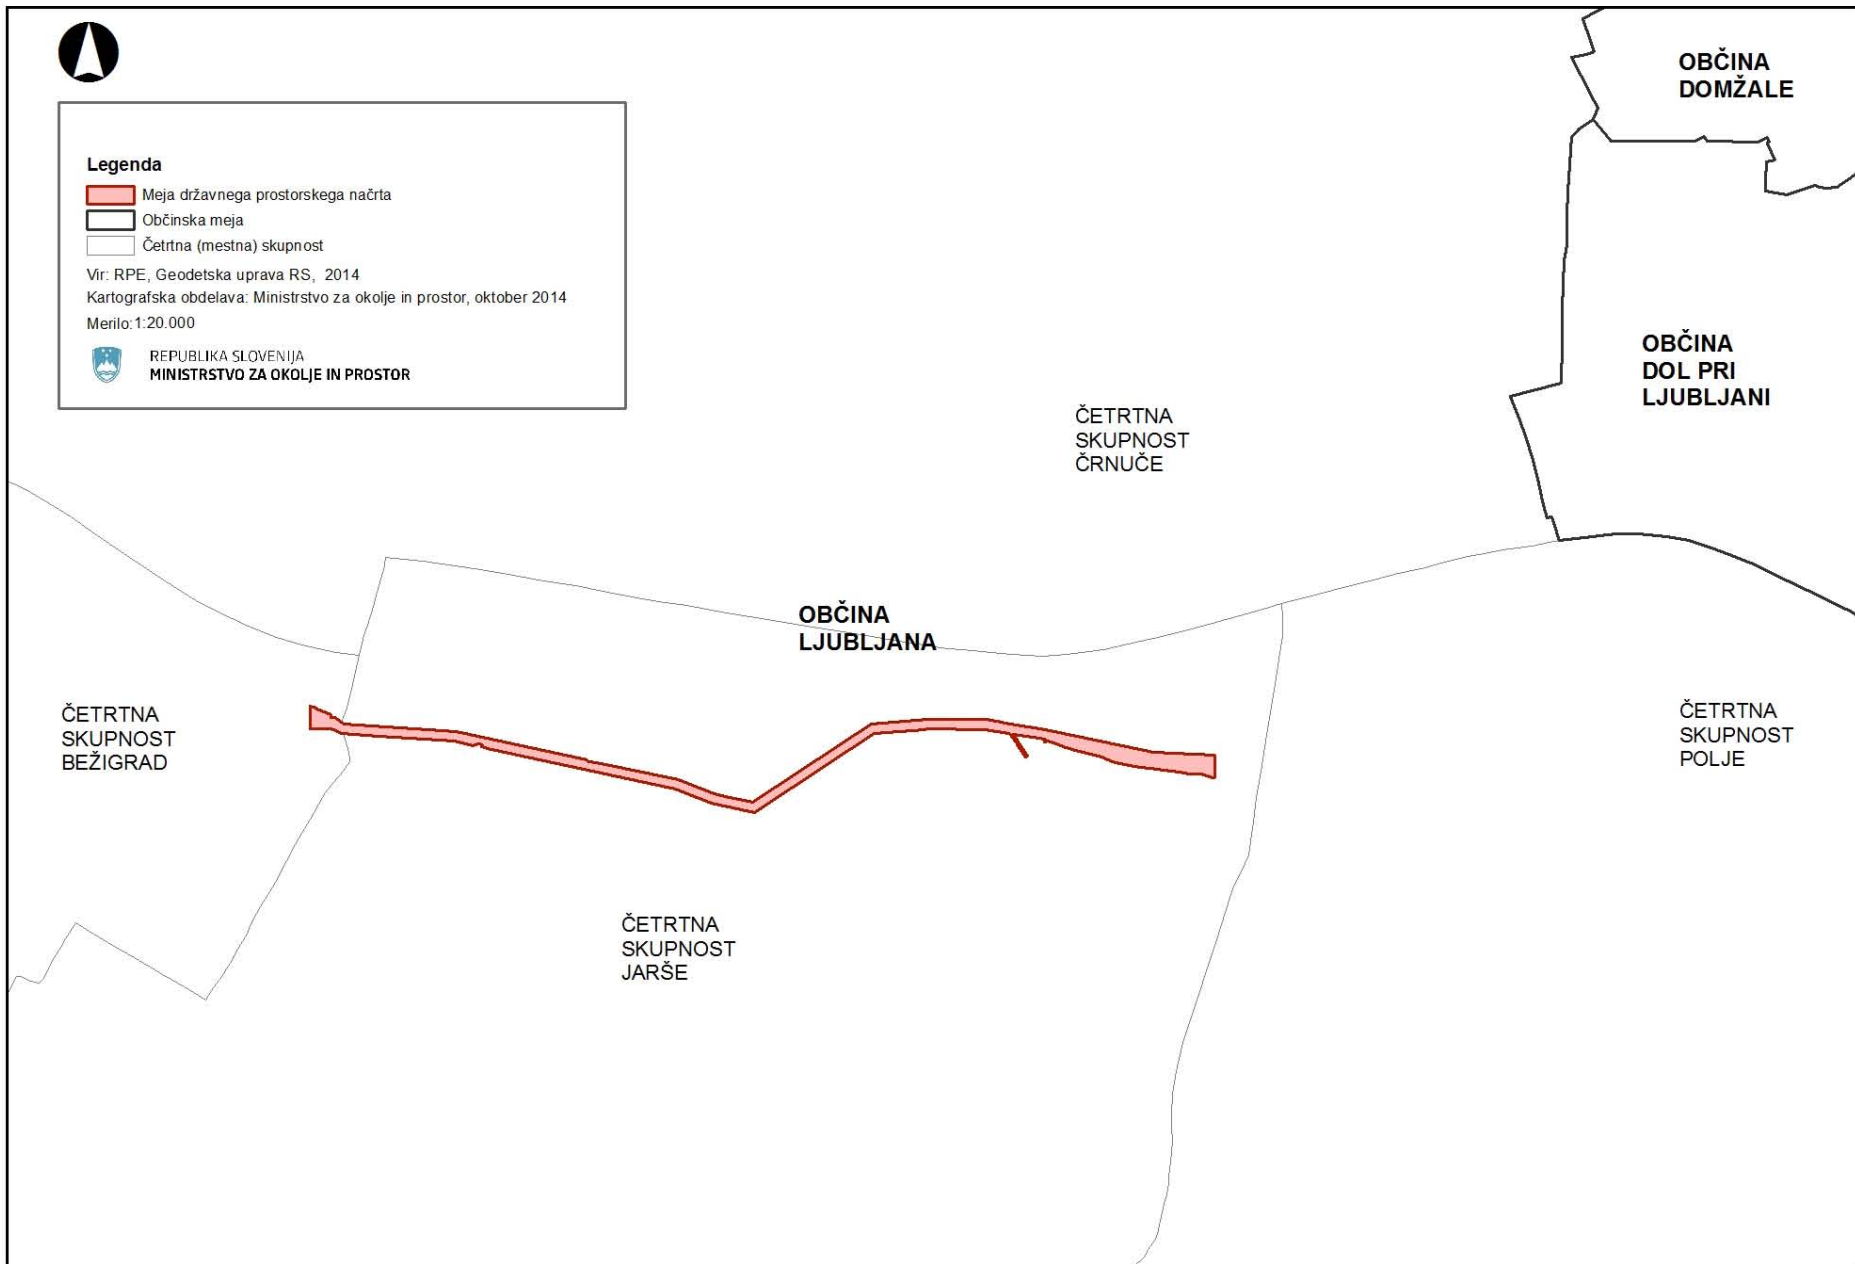 Legenda
Meja državnega prostorskega načrta
Občinska meja
Četrtna (mestna) skupnost
Vir: RPE, Geodetska uprava RS, 2014
Kartografska obdelava: Ministrstvo za okolje in prostor, oktober 2014
Merilo:1:20.000
REPUBLIKA SLOVENIJA
MINISTRSTVO ZA OKOLJE IN PROSTOR
OBČINA
DOMŽALE
OBČINA
DOL PRI
LJUBLJANI
ČETRTNA
SKUPNOST
ČRNUČE
OBČINA
LJUBLJANA
ČETRTNA
SKUPNOST
BEŽIGRAD
ČETRTNA
SKUPNOST
POLJE
ČETRTNA
SKUPNOST
JARŠE